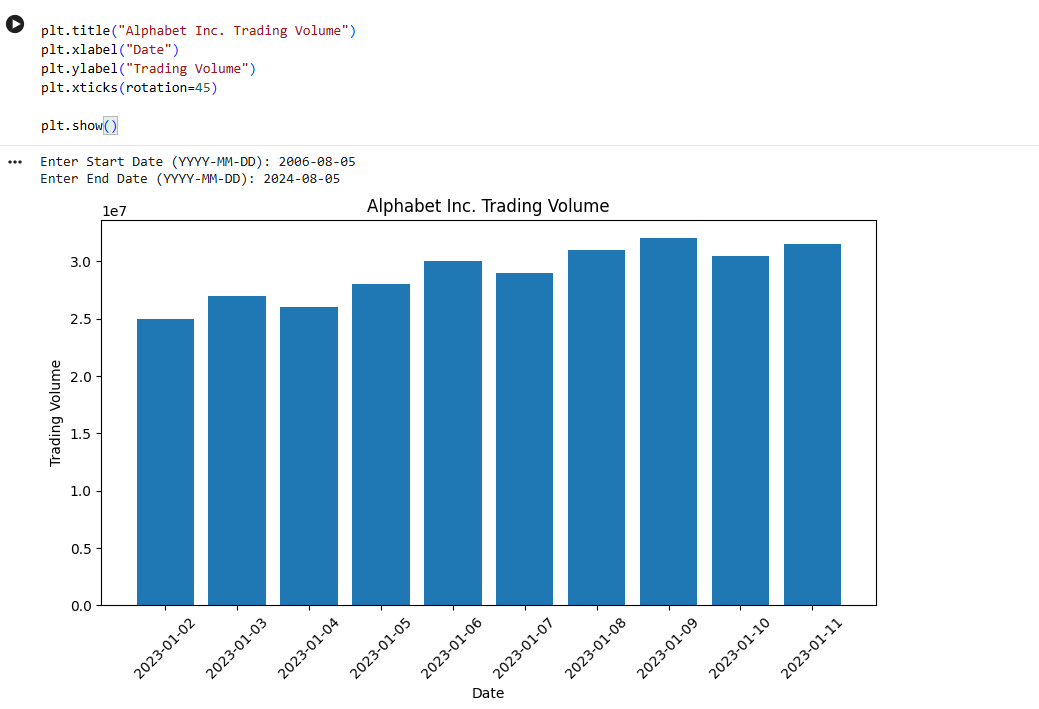 plt.title("Alphabet Inc. Trading Volume")
plt.xlabel("Date")
plt.ylabel("Trading Volume")
plt.xticks(rotation=45)
plt.show()
Enter Start Date (YYYY-MM-DD): 2006-08-05
Enter End Date (YYYY-MM-DD): 2024-08-05
Alphabet Inc. Trading Volume
1e7
3.0
2.5
2.0
1.5
1.0
0.5
0.0
Trading Volume
2023-01-02
2023-01-03
2023-01-04
2023-01-05
2023-01-06
2023-01-07
2023-01-08
2023-01-09
2023-01-10
2023-01-11
Date